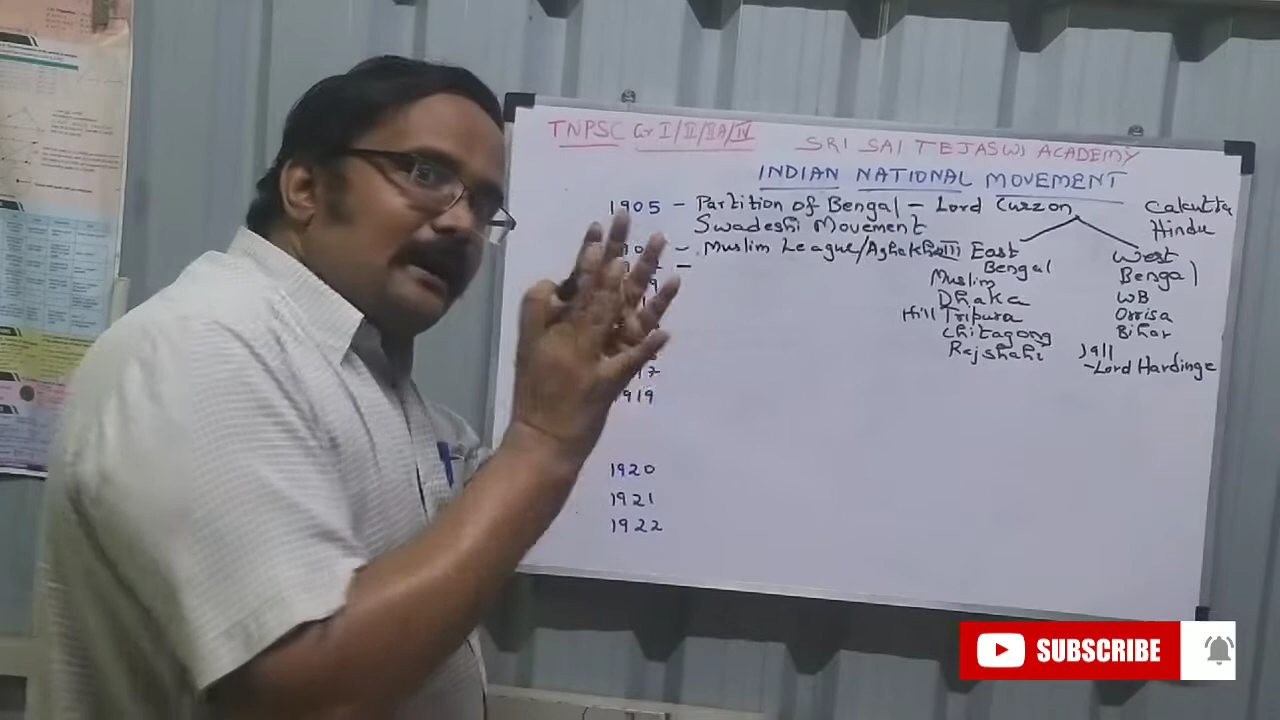 TNPSC Gr I/II/IIA/IV
SRI SAI TEJASWI ACADEMY
INDIAN NATIONAL MOVEMENT
1905 - Partition of Bengal - Lord Curzon
Swadeshi Movement
Calcutta
Hindu
- Muslim League/AghakhanIII
-
East
Bengal
Muslim
Dhaka
Hill Tripura
Chitagong
Rajshahi
West
Bengal
WB
Orrisa
Bihar
1911
-Lord Hardinge
1919
1920
1921
1922
SUBSCRIBE